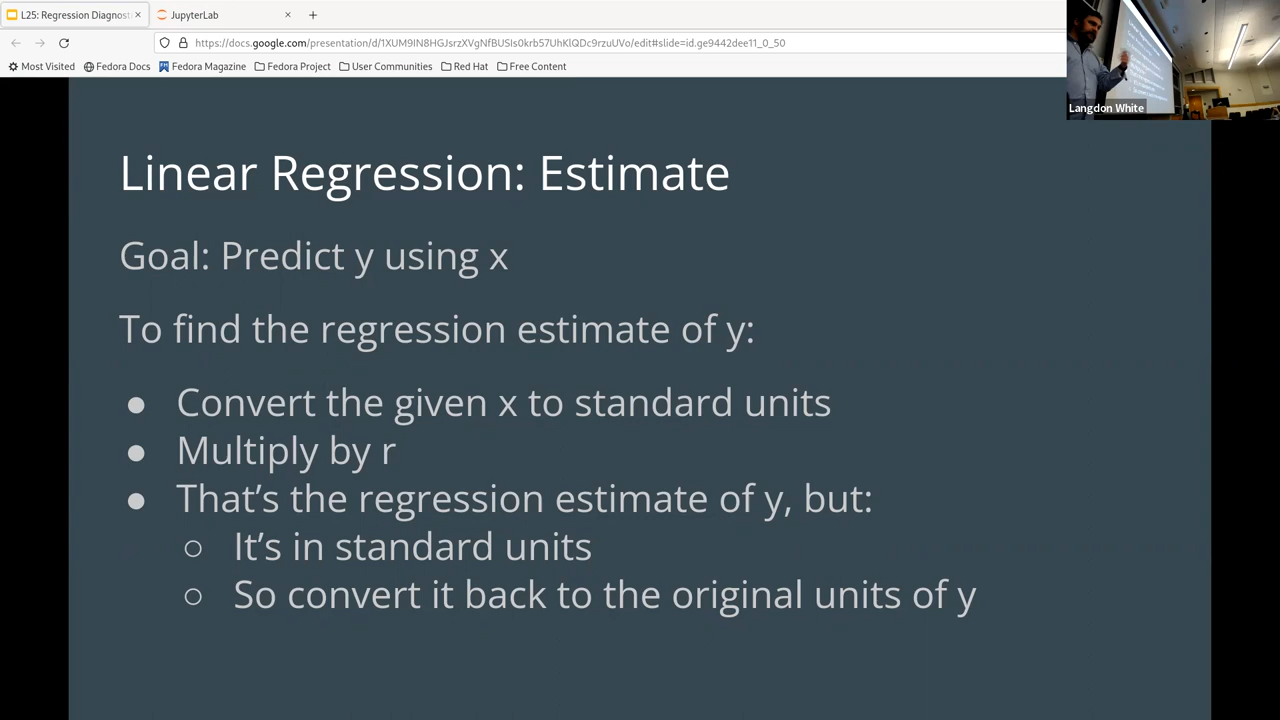 L25: Regression Diagnost
JupyterLab
https://docs.google.com/presentation/d/1XUM9IN8HGJsrzXVgNfBUSIs0krb57UhKlQDc9rzuUVo/edit#slide=id.ge9442dee11_0_50
Most Visited Fedora Docs Fedora Magazine Fedora Project User Communities Red Hat Free Content
Langdon White
Linear Regression: Estimate
Goal: Predict y using x
To find the regression estimate of y:
● Convert the given x to standard units
● Multiply by r
● That’s the regression estimate of y, but:
○ It’s in standard units
○ So convert it back to the original units of y